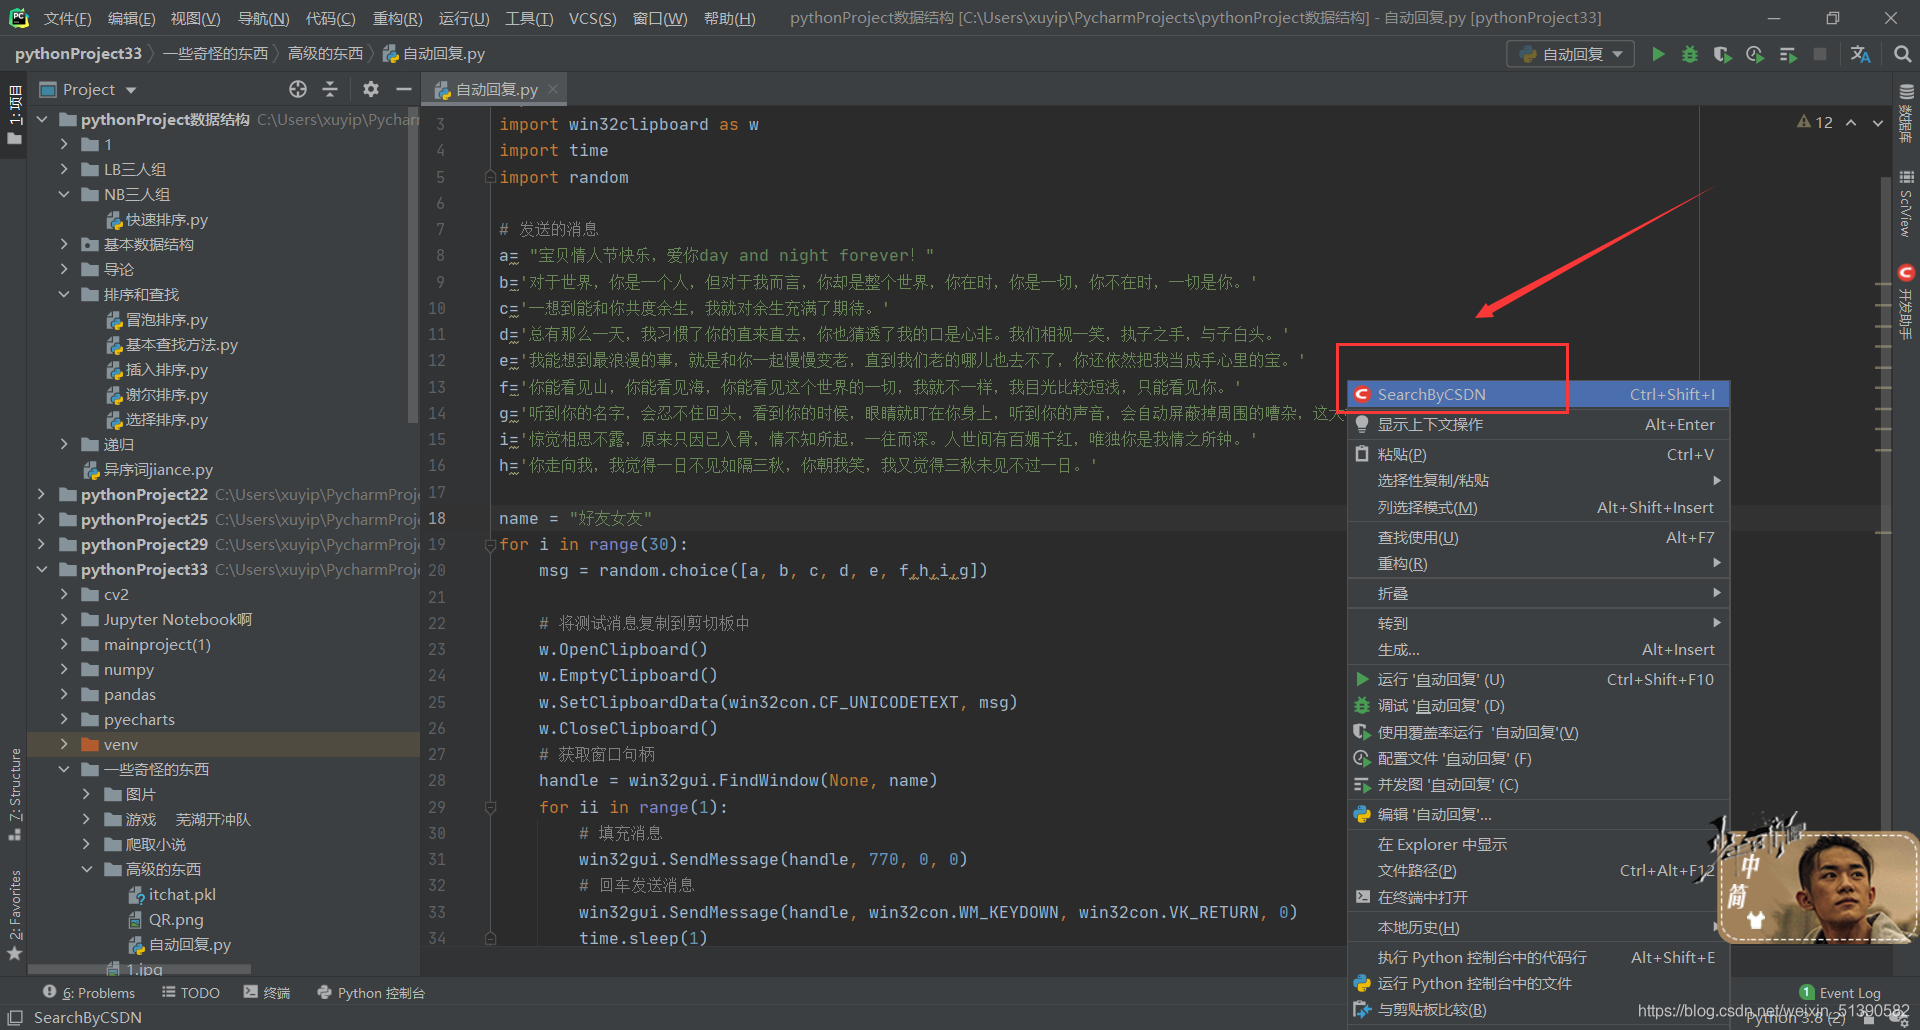 文件(F) 编辑(E) 视图(V) 导航(N) 代码(C) 重构(R) 运行(U) 工具(T) VCS(S) 窗口(W) 帮助(H) pythonProject数据结构 [C:\Users\xuyip\PycharmProjects\pythonProject数据结构] - 自动回复.py [pythonProject33]
pythonProject33 一些奇怪的东西 高级的东西 自动回复.py 自动回复
1: 项目
Project
自动回复.py
pythonProject数据结构 C:\Users\xuyip\Pycharm
1
LB三人组
NB三人组
快速排序.py
基本数据结构
导论
排序和查找
冒泡排序.py
基本查找方法.py
插入排序.py
谢尔排序.py
选择排序.py
递归
异序词jiance.py
pythonProject22 C:\Users\xuyip\PycharmProje
pythonProject25 C:\Users\xuyip\PycharmProje
pythonProject29 C:\Users\xuyip\PycharmProje
pythonProject33 C:\Users\xuyip\PycharmProje
cv2
Jupyter Notebook啊
mainproject(1)
numpy
pandas
pyecharts
venv
一些奇怪的东西
图片
游戏 芜湖开冲队
爬取小说
高级的东西
itchat.pkl
QR.png
自动回复.py
1.jpg
7: Structure
2: Favorites
12
3 import win32clipboard as w
4 import time
5 import random
6
7 # 发送的消息
8 a= "宝贝情人节快乐，爱你day and night forever! "
9 b='对于世界，你是一个人，但对于我而言，你却是整个世界，你在时，你是一切，你不在时，一切是你。'
10 c='一想到能和你共度余生，我就对余生充满了期待。'
11 d='总有那么一天，我习惯了你的直来直去，你也猜透了我的口是心非。我们相视一笑，执子之手，与子白头。'
12 e='我能想到最浪漫的事，就是和你一起慢慢变老，直到我们老的哪儿也去不了，你还依然把我当成手心里的宝。'
13 f='你能看见山，你能看见海，你能看见这个世界的一切，我就不一样，我目光比较短浅，只能看见你。'
14 g='听到你的名字，会忍不住回头，看到你的时候，眼睛就盯在你身上，听到你的声音，会自动屏蔽掉周围的嘈杂，这大
15 i='惊觉相思不露，原来只因已入骨，情不知所起，一往而深。人世间有百媚千红，唯独你是我情之所钟。'
16 h='你走向我，我觉得一日不见如隔三秋，你朝我笑，我又觉得三秋未见不过一日。'
17
18 name = "好友女友"
19 for i in range(30):
20 msg = random.choice([a, b, c, d, e, f,h,i,g])
21
22 # 将测试消息复制到剪切板中
23 w.OpenClipboard()
24 w.EmptyClipboard()
25 w.SetClipboardData(win32con.CF_UNICODETEXT, msg)
26 w.CloseClipboard()
27 # 获取窗口句柄
28 handle = win32gui.FindWindow(None, name)
29 for ii in range(1):
30 # 填充消息
31 win32gui.SendMessage(handle, 770, 0, 0)
32 # 回车发送消息
33 win32gui.SendMessage(handle, win32con.WM_KEYDOWN, win32con.VK_RETURN, 0)
34 time.sleep(1)
SearchByCSDN Ctrl+Shift+I
显示上下文操作 Alt+Enter
粘贴(P) Ctrl+V
选择性复制/粘贴
列选择模式(M) Alt+Shift+Insert
查找使用(U) Alt+F7
重构(R)
折叠
转到
生成... Alt+Insert
运行 '自动回复' (U) Ctrl+Shift+F10
调试 '自动回复' (D)
使用覆盖率运行 '自动回复'(V)
配置文件 '自动回复' (F)
并发图 '自动回复' (C)
编辑 '自动回复'...
在 Explorer 中显示
文件路径(P) Ctrl+Alt+F12
在终端中打开
本地历史(H)
执行 Python 控制台中的代码行 Alt+Shift+E
运行 Python 控制台中的文件
与剪贴板比较(B)
数据库
SciView
开发助手
中
简
6: Problems TODO 终端 Python 控制台 1 Event Log
SearchByCSDN Python 3.8 (2)
https://blog.csdn.net/weixin_51390582